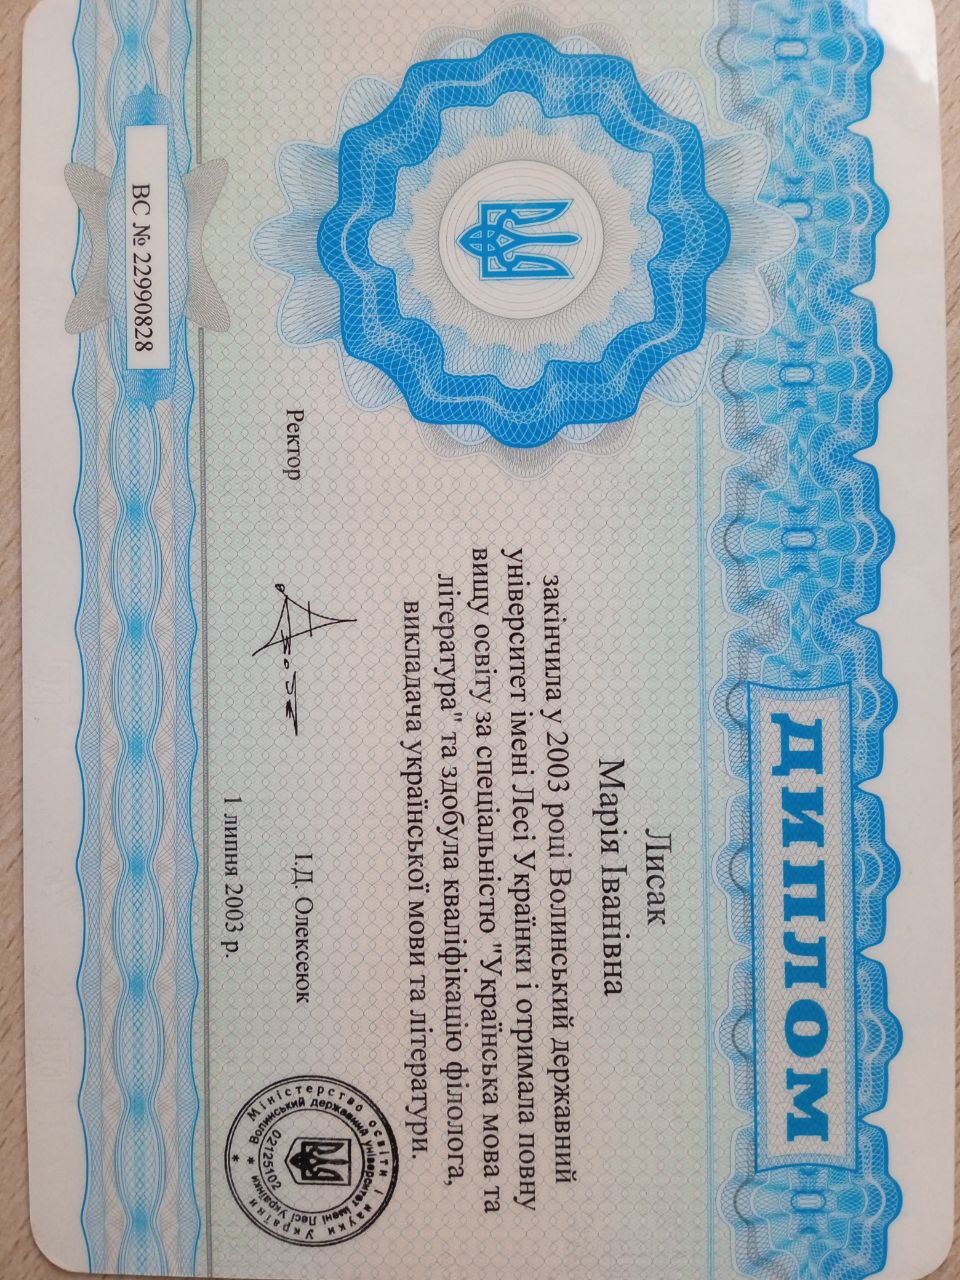 ДИПЛОМ
Лисак
Марія Іванівна
закінчила у 2003 році Волинський державний
університет імені Лесі Українки і отримала повну
вищу освіту за спеціальністю "Українська мова та
література" та здобула кваліфікацію філолога,
викладача української мови та літератури.
Ректор
І.Д. Олексеюк
1 липня 2003 р.
ВС № 22990828
Міністерство освіти і науки України
Волинський державний університет імені Лесі Українки
02125102